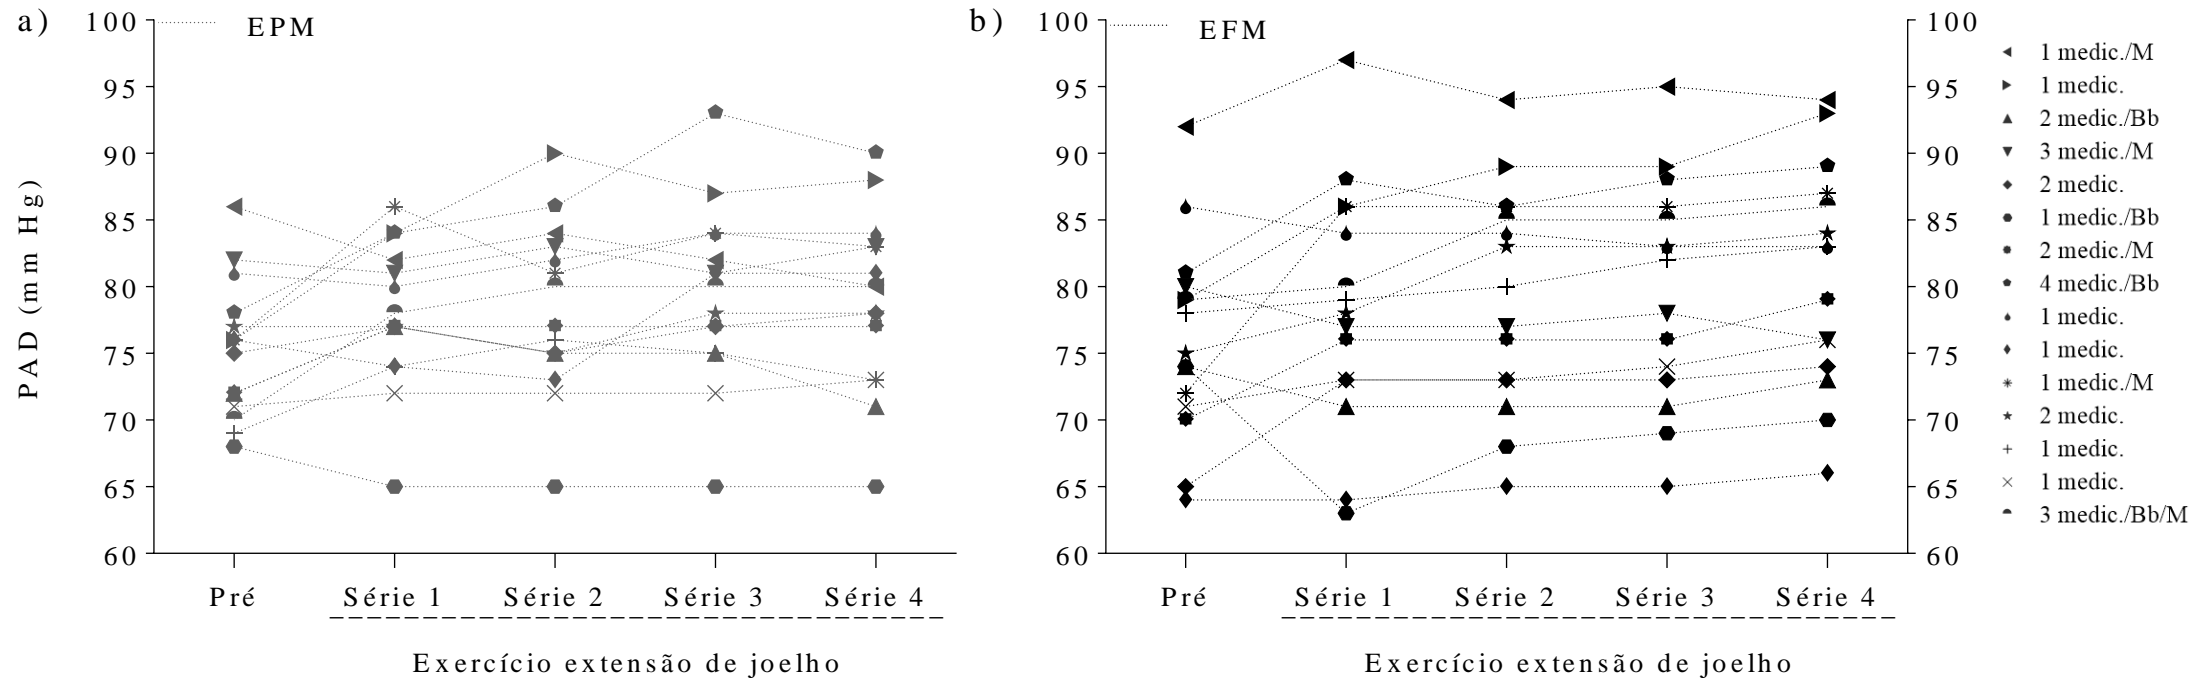 a)
EPM
PAD (mm Hg)
100
95
90
85
80
75
70
65
60
Pré Série 1 Série 2 Série 3 Série 4
Exercício extensão de joelho
b)
EFM
100
95
90
85
80
75
70
65
60
Pré Série 1 Série 2 Série 3 Série 4
Exercício extensão de joelho
100
95
90
85
80
75
70
65
60
1 medic./M
1 medic.
2 medic./Bb
3 medic./M
2 medic.
1 medic./Bb
2 medic./M
4 medic./Bb
1 medic.
1 medic.
1 medic./M
2 medic.
1 medic.
1 medic.
3 medic./Bb/M